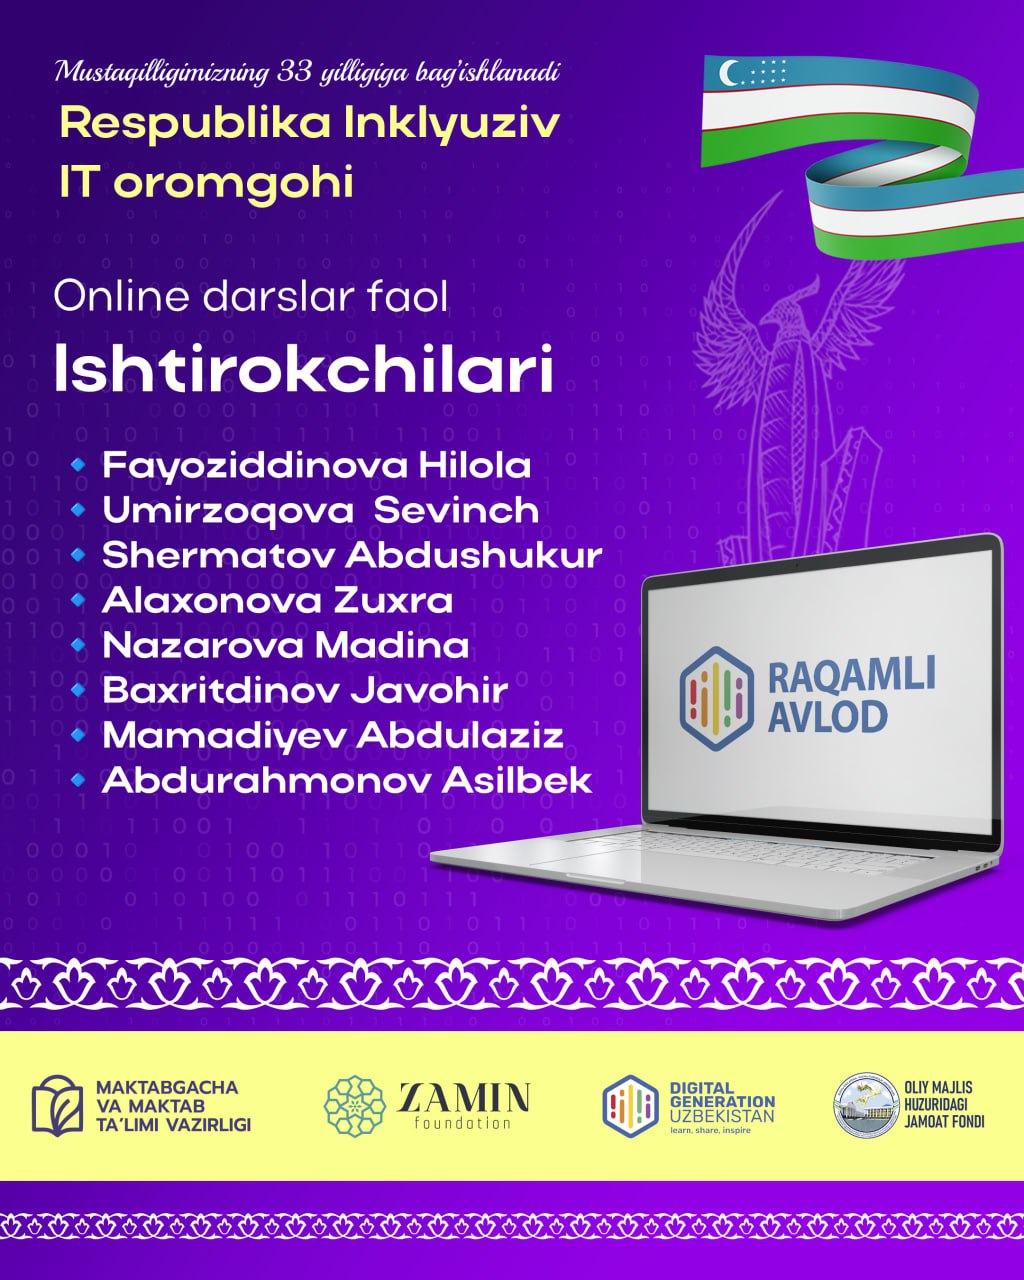 Mustaqilligimizning 33 yilligiga bag'ishlanadi
Respublika Inklyuziv
IT oromgohi
Online darslar faol
Ishtirokchilari
Fayoziddinova Hilola
Umirzoqova Sevinch
Shermatov Abdushukur
Alaxonova Zuxra
Nazarova Madina
Baxritdinov Javohir
Mamadiyev Abdulaziz
Abdurahmonov Asilbek
RAQAMLI
AVLOD
MAKTABGACHA
VA MAKTAB
TA'LIMI VAZIRLIGI
ZAMIN
foundation
DIGITAL
GENERATION
UZBEKISTAN
learn, share, inspire
OLIY MAJLIS
HUZURIDAGI
JAMOAT FONDI